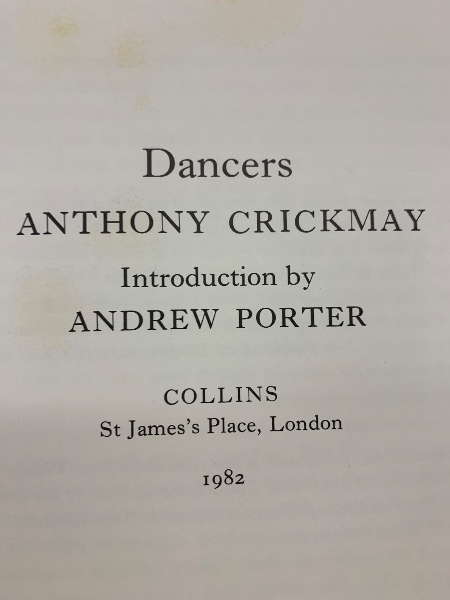 Dancers
ANTHONY CRICKMAY
Introduction by
ANDREW PORTER
COLLINS
St James's Place, London
1982